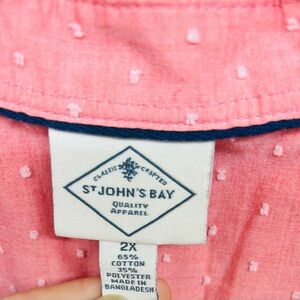 CLASSIC CRAFTED
ST JOHN'S BAY
QUALITY
APPAREL
2X
65%
COTTON
35%
POLYESTER
MADE IN
BANGLADESH